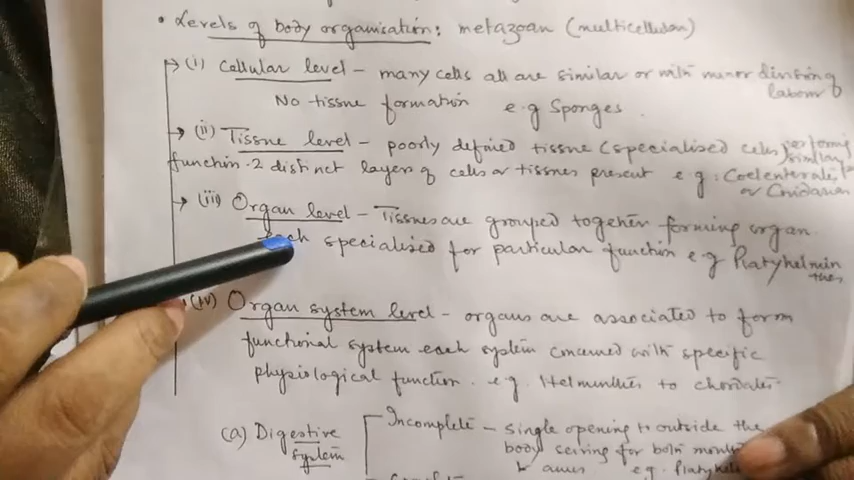 • Levels of body organisation: metazoan (multicellular)
(i) Cellular level - many cells all are similar or with minor division of labour
No tissue formation e.g Sponges.
(ii) Tissue level - poorly defined tissue (specialised cells performing similar
function. 2 distinct layers of cells or tissues present e g: Coelenterates
or Cnidarian
(iii) Organ level - Tissues are grouped together forming organ
each specialised for particular function e.g Platyhelmin
thes
(iv) Organ system level - organs are associated to form
functional system each system concerned with specific
physiological function. e.g. Helminthes to chordates
(a) Digestive system
Incomplete - single opening to outside the
body serving for both mouth
& anus e.g. Platyhel